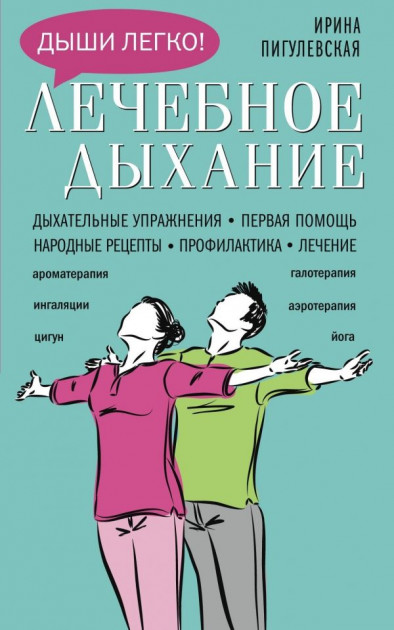 ДЫШИ ЛЕГКО!
ИРИНА
ПИГУЛЕВСКАЯ
ЛЕЧЕБНОЕ
ДЫХАНИЕ
ДЫХАТЕЛЬНЫЕ УПРАЖНЕНИЯ • ПЕРВАЯ ПОМОЩЬ
НАРОДНЫЕ РЕЦЕПТЫ • ПРОФИЛАКТИКА • ЛЕЧЕНИЕ
ароматерапия
галотерапия
ингаляции
аэротерапия
цигун
йога